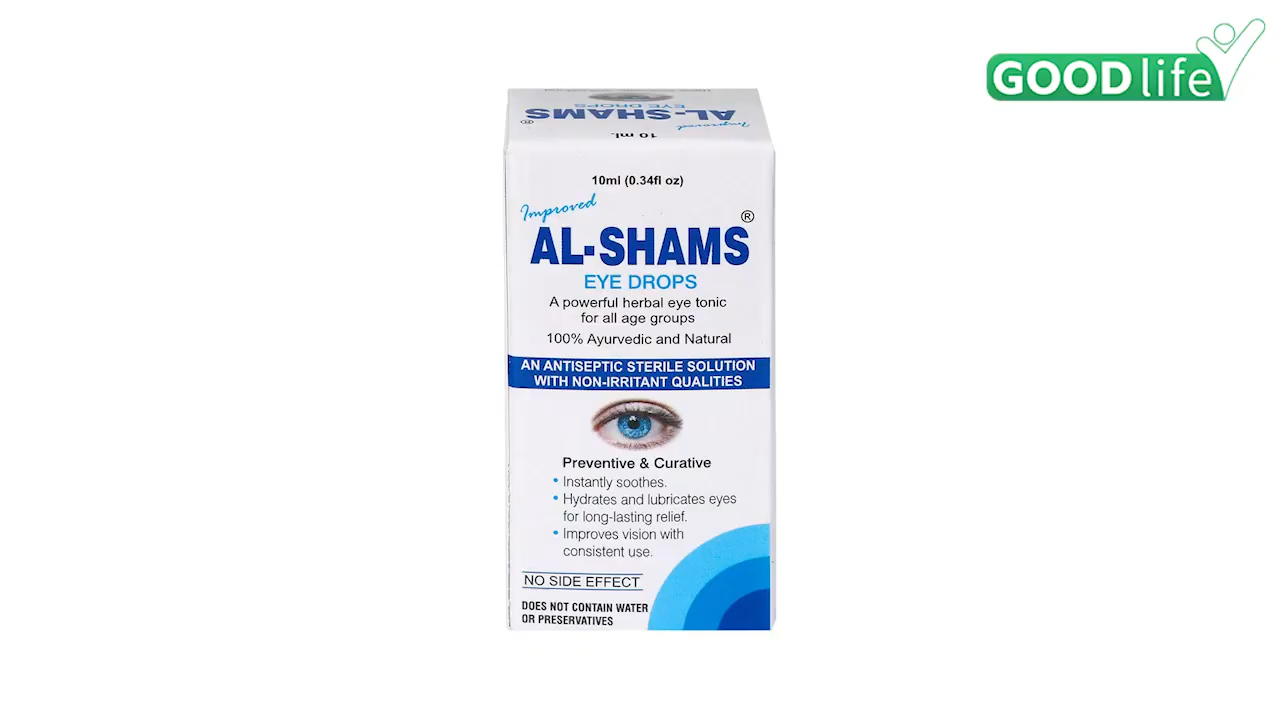 GOODlife
EYE DROPS
AL-SHAMS®
Improved
10 ml.
10ml (0.34fl oz)
Improved
AL-SHAMS®
EYE DROPS
A powerful herbal eye tonic
for all age groups
100% Ayurvedic and Natural
AN ANTISEPTIC STERILE SOLUTION
WITH NON-IRRITANT QUALITIES
Preventive & Curative
• Instantly soothes.
• Hydrates and lubricates eyes
for long-lasting relief.
• Improves vision with
consistent use.
NO SIDE EFFECT
DOES NOT CONTAIN WATER
OR PRESERVATIVES